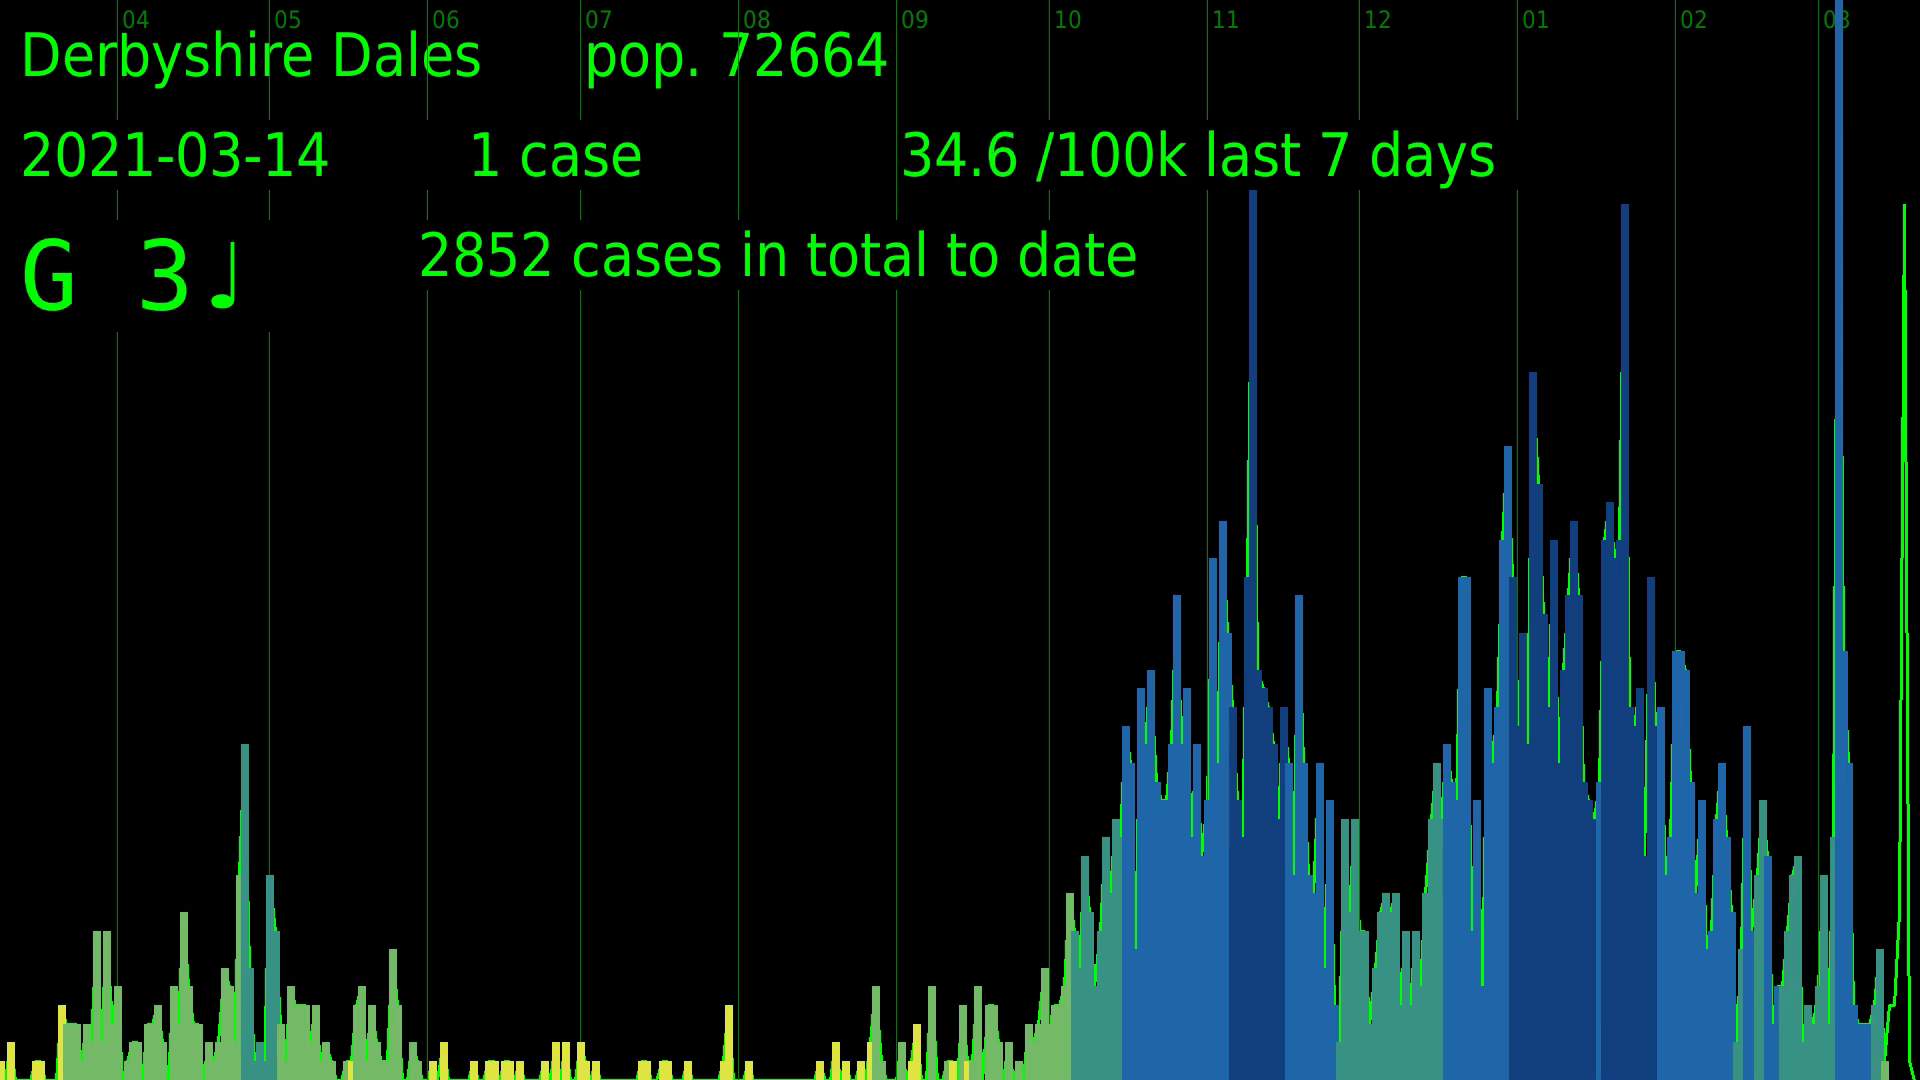 04 05 06 07 08 09 10 11 12 01 02 03
Derbyshire Dales pop. 72664
2021-03-14 1 case 34.6 /100k last 7 days
G 3♩ 2852 cases in total to date